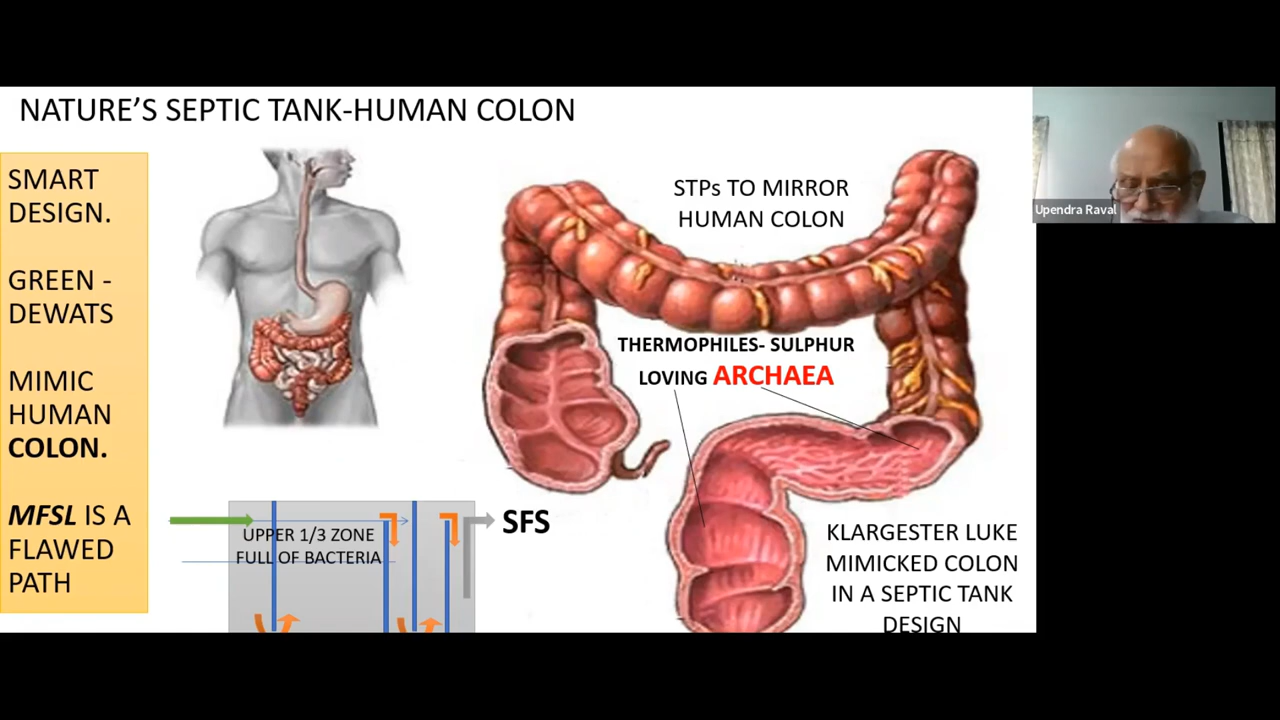 NATURE'S SEPTIC TANK-HUMAN COLON
SMART
DESIGN.
GREEN -
DEWATS
MIMIC
HUMAN
COLON.
MFSL IS A
FLAWED
PATH
STPs TO MIRROR
HUMAN COLON
THERMOPHILES- SULPHUR
LOVING ARCHAEA
UPPER 1/3 ZONE
FULL OF BACTERIA
SFS
KLARGESTER LUKE
MIMICKED COLON
IN A SEPTIC TANK
DESIGN
Upendra Raval